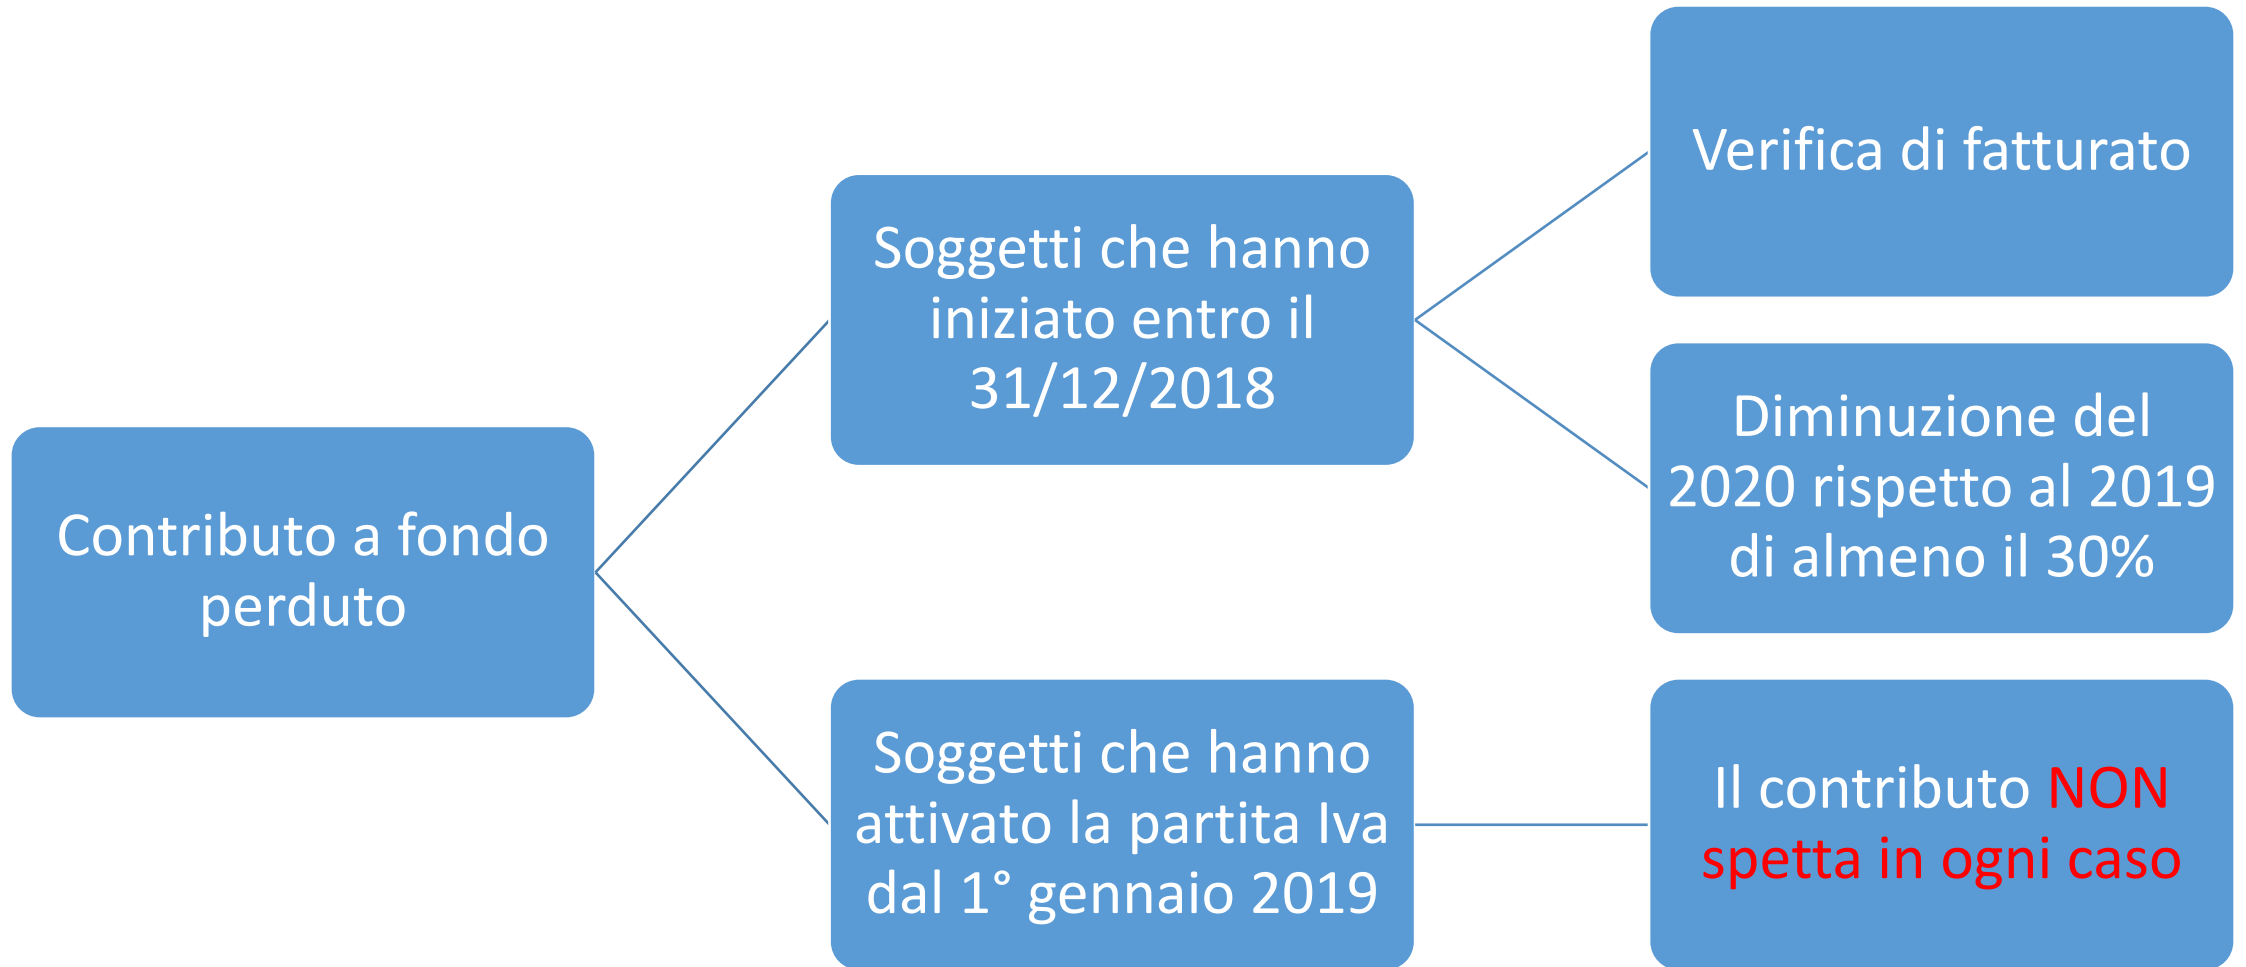 Contributo a fondo
perduto
Soggetti che hanno
iniziato entro il
31/12/2018
Verifica di fatturato
Diminuzione del
2020 rispetto al 2019
di almeno il 30%
Soggetti che hanno
attivato la partita Iva
dal 1° gennaio 2019
Il contributo NON
spetta in ogni caso